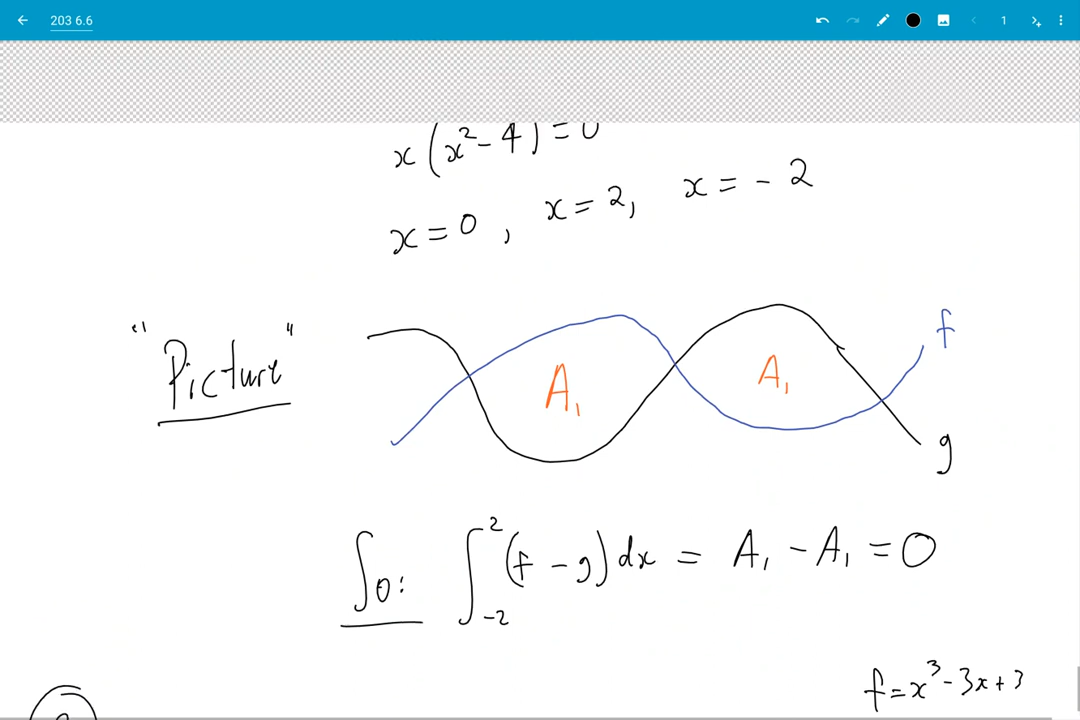 203 6.6
1
x(x²-4)=0
x=0, x=2, x=-2
"Picture"
f
A₁ A₁
g
So: ∫₋₂² (f-g)dx = A₁-A₁ = 0
f=x³-3x+3